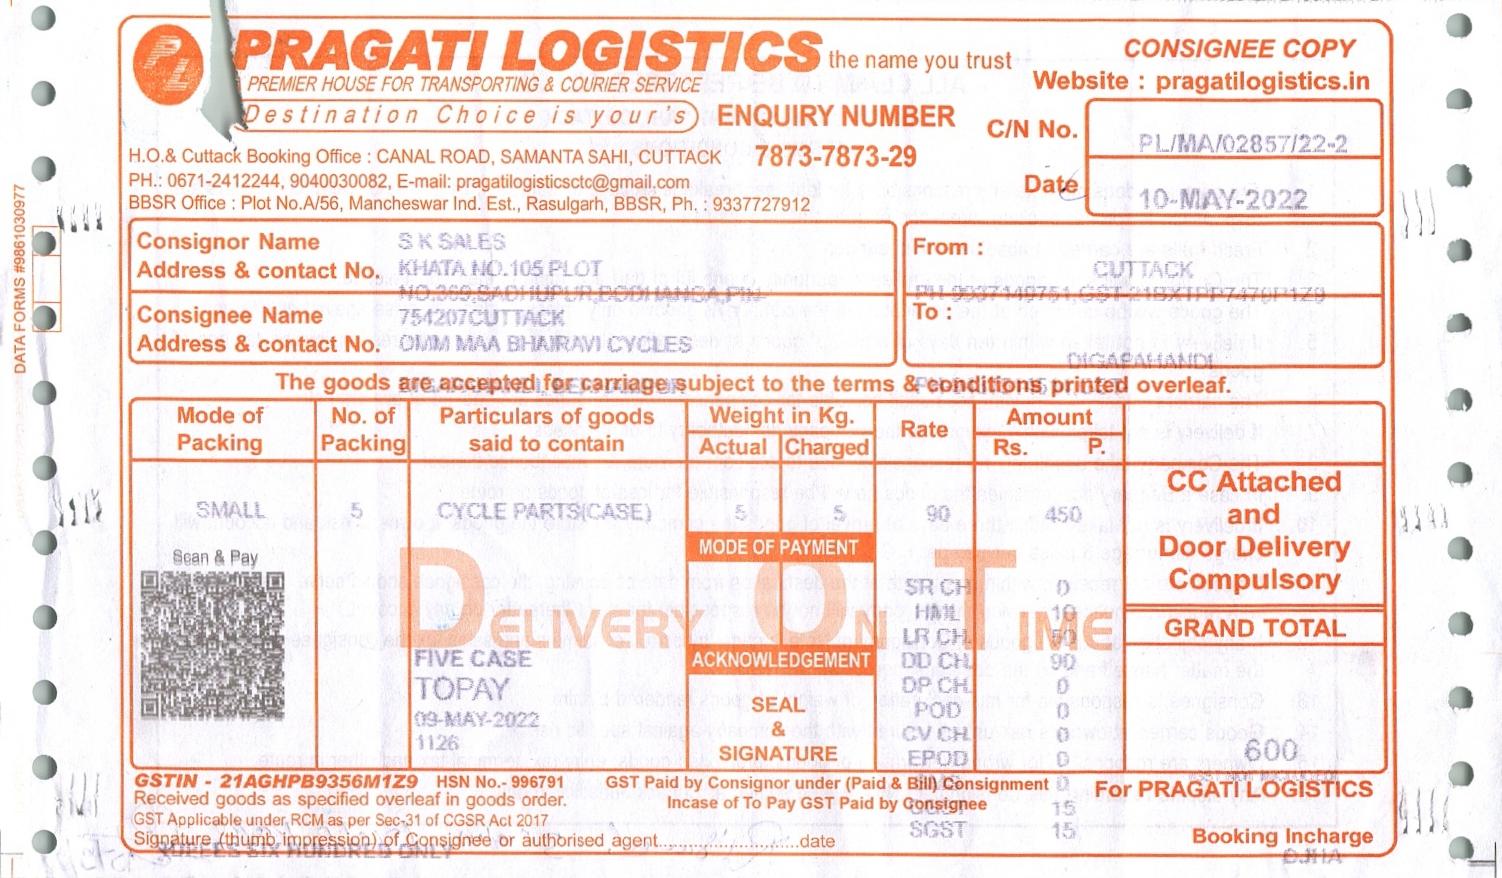 PRAGATI LOGISTICS the name you trust
PREMIER HOUSE FOR TRANSPORTING & COURIER SERVICE
Destination Choice is your's
ENQUIRY NUMBER
7873-7873-29
CONSIGNEE COPY
Website : pragatilogistics.in
C/N No. PL/MA/02857/22-2
Date 10-MAY-2022
H.O.& Cuttack Booking Office : CANAL ROAD, SAMANTA SAHI, CUTTACK
PH.: 0671-2412244, 9040030082, E-mail: pragatilogisticsctc@gmail.com
BBSR Office : Plot No.A/56, Mancheswar Ind. Est., Rasulgarh, BBSR, Ph. : 9337727912
DATA FORMS #9861030977
Consignor Name S K SALES
Address & contact No. KHATA NO.105 PLOT
NO.369,SADHUPUR,DODHANGA,PIN-
Consignee Name 754207CUTTACK
Address & contact No. OMM MAA BHAIRAVI CYCLES
From :
CUTTACK
To :
DIGAPAHANDI
The goods are accepted for carriage subject to the terms & conditions printed overleaf.
Mode of Packing No. of Packing Particulars of goods said to contain Weight in Kg. Actual Charged Rate Amount Rs. P.
SMALL 5 CYCLE PARTS(CASE) 5 5 90 450
CC Attached
and
Door Delivery
Compulsory
GRAND TOTAL
600
Scan & Pay
DELIVERY ON TIME
MODE OF PAYMENT
ACKNOWLEDGEMENT
SEAL
&
SIGNATURE
FIVE CASE
TOPAY
09-MAY-2022
1126
SR CH 0
HML 10
LR CH 50
DD CH 90
DP CH 0
POD 0
CV CH 0
EPOD 0
0
CGST 15
SGST 15
GSTIN - 21AGHPB9356M1Z9 HSN No.- 996791
GST Paid by Consignor under (Paid & Bill) Consignment
Incase of To Pay GST Paid by Consignee
For PRAGATI LOGISTICS
Received goods as specified overleaf in goods order.
GST Applicable under RCM as per Sec-31 of CGSR Act 2017
Signature (thumb impression) of Consignee or authorised agent..........................date
RUPEES SIX HUNDRED ONLY
Booking Incharge
OJHA